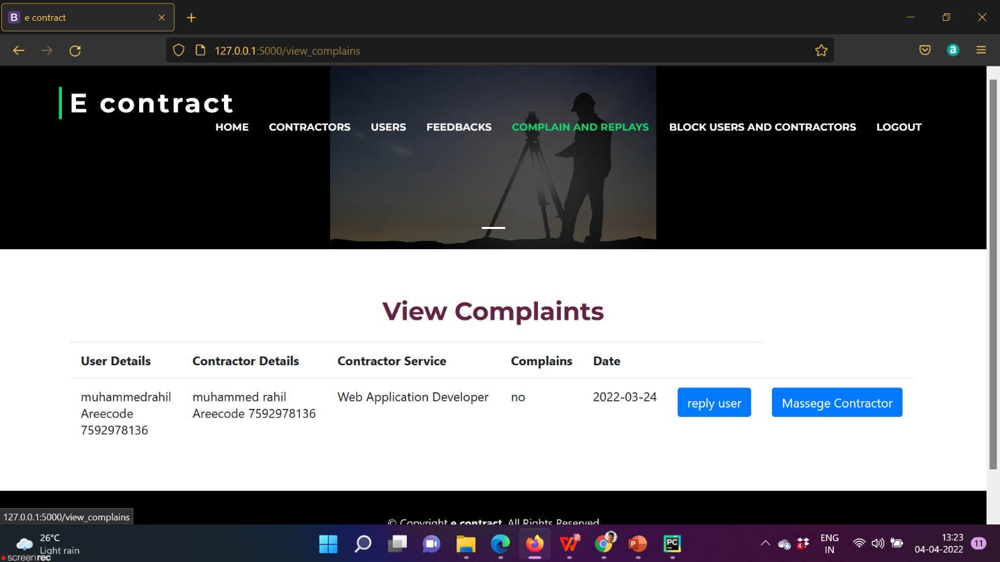 B e contract
127.0.0.1:5000/view_complains
a
E contract
HOME CONTRACTORS USERS FEEDBACKS COMPLAIN AND REPLAYS BLOCK USERS AND CONTRACTORS LOGOUT
View Complaints
User Details Contractor Details Contractor Service Complains Date
muhammedrahil muhammed rahil Web Application Developer no 2022-03-24 reply user Massege Contractor
Areecode Areecode 7592978136
7592978136
© Copyright e contract. All Rights Reserved
127.0.0.1:5000/view_complains
26°C
Light rain
screenrec
W
P
PC
4
ENG
IN
13:23
04-04-2022
11